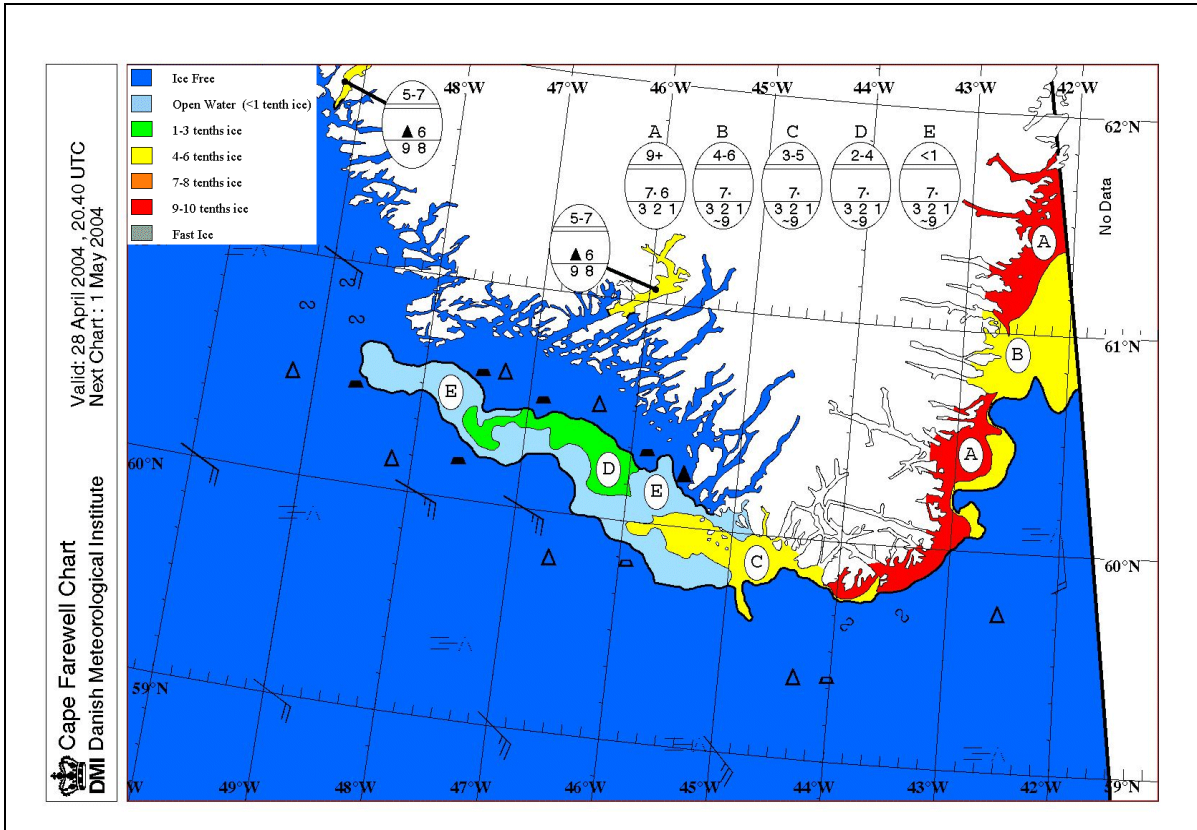 Cape Farewell Chart
DMI Danish Meteorological Institute
Valid: 28 April 2004 , 20.40 UTC
Next Chart : 1 May 2004
Ice Free
Open Water (<1 tenth ice)
1-3 tenths ice
4-6 tenths ice
7-8 tenths ice
9-10 tenths ice
Fast Ice
48°W
47°W
46°W
45°W
44°W
43°W
42°W
5-7
▲6
9 8
A
9+
7• 6
3 2 1
~9
B
4-6
7•
3 2 1
~9
C
3-5
7•
3 2 1
~9
D
2-4
7•
3 2 1
~9
E
<1
7•
3 2 1
~9
62°N
No Data
5-7
▲6
9 8
A
61°N
B
E
A
60°N
D
E
C
60°N
59°N
W
49°W
48°W
47°W
46°W
45°W
44°W
43°W
42°W
59°N